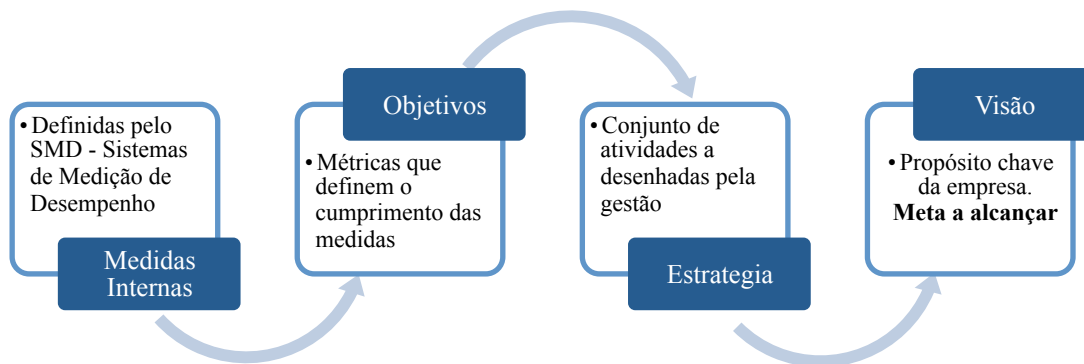 • Definidas pelo
SMD - Sistemas
de Medição de
Desempenho
Medidas
Internas
Objetivos
• Métricas que
definem o
cumprimento das
medidas
• Conjunto de
atividades a
desenhadas pela
gestão
Estrategia
Visão
• Propósito chave
da empresa.
Meta a alcançar